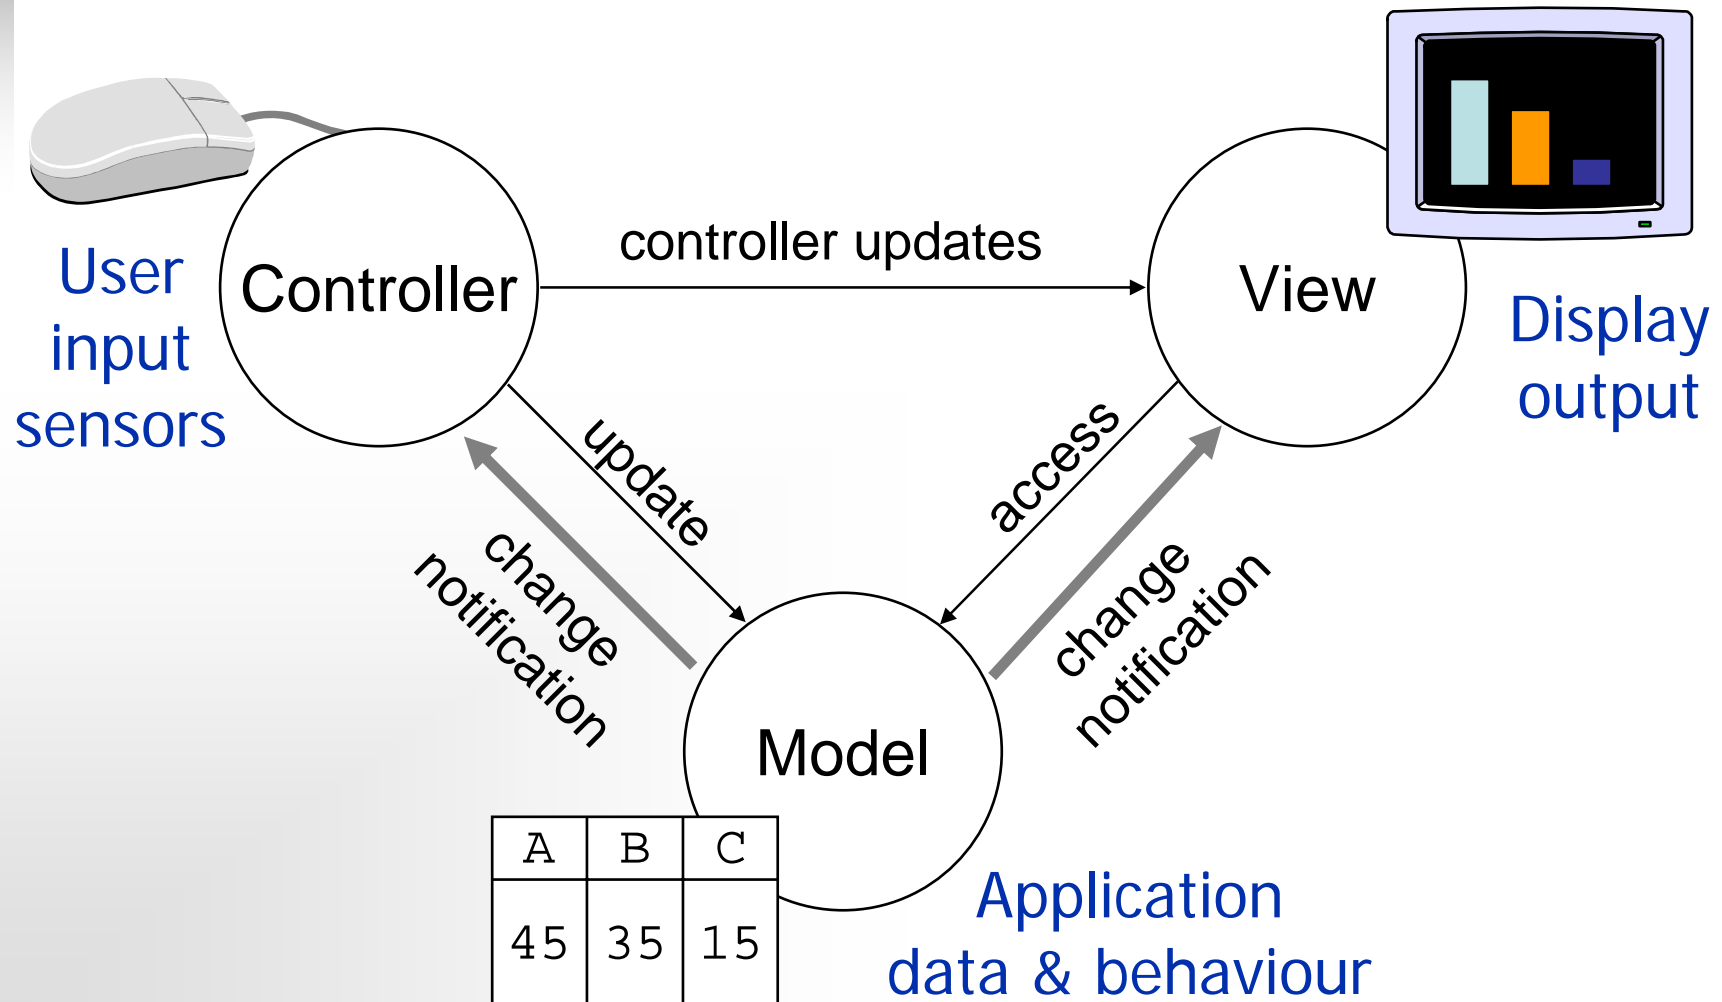 controller updates
User
input
sensors
Controller
View
Display
output
update
access
change
notification
change
notification
Model
A B C
45 35 15
Application
data & behaviour